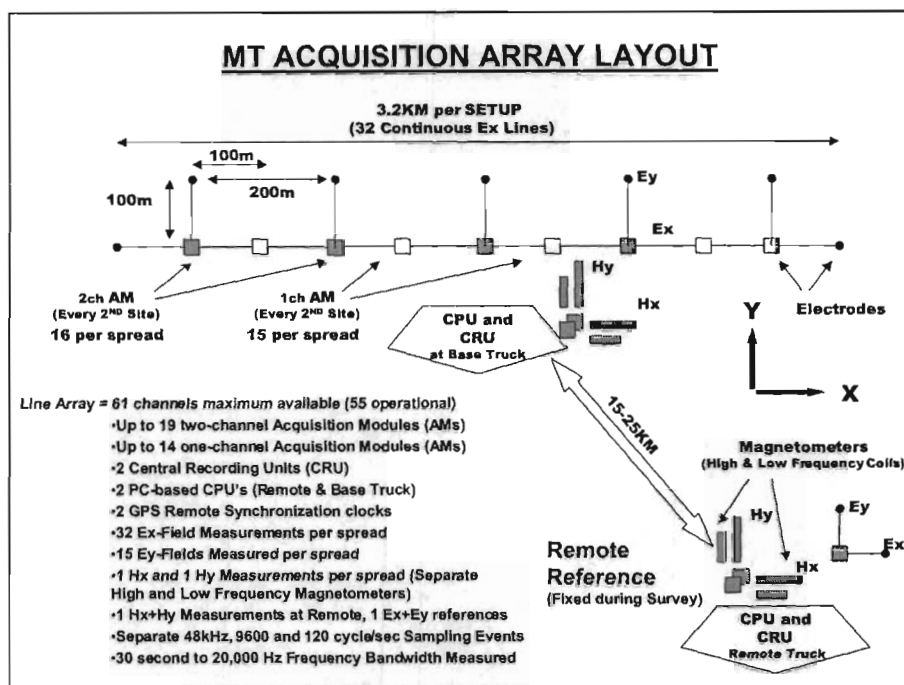 MT ACQUISITION ARRAY LAYOUT
3.2KM per SETUP
(32 Continuous Ex Lines)
100m
200m
100m
Ey
Ex
2ch AM
(Every 2ND Site)
16 per spread
1ch AM
(Every 2ND Site)
15 per spread
Hy
Hx
CPU and
CRU
at Base Truck
Electrodes
Y
X
15-25KM
Line Array = 61 channels maximum available (55 operational)
•Up to 19 two-channel Acquisition Modules (AMs)
•Up to 14 one-channel Acquisition Modules (AMs)
•2 Central Recording Units (CRU)
•2 PC-based CPU's (Remote & Base Truck)
•2 GPS Remote Synchronization clocks
•32 Ex-Field Measurements per spread
•15 Ey-Fields Measured per spread
•1 Hx and 1 Hy Measurements per spread (Separate
High and Low Frequency Magnetometers)
•1 Hx+Hy Measurements at Remote, 1 Ex+Ey references
•Separate 48kHz, 9600 and 120 cycle/sec Sampling Events
•30 second to 20,000 Hz Frequency Bandwidth Measured
Magnetometers
(High & Low Frequency Coils)
Hy
Ey
Ex
Hx
Remote
Reference
(Fixed during Survey)
CPU and
CRU
Remote Truck